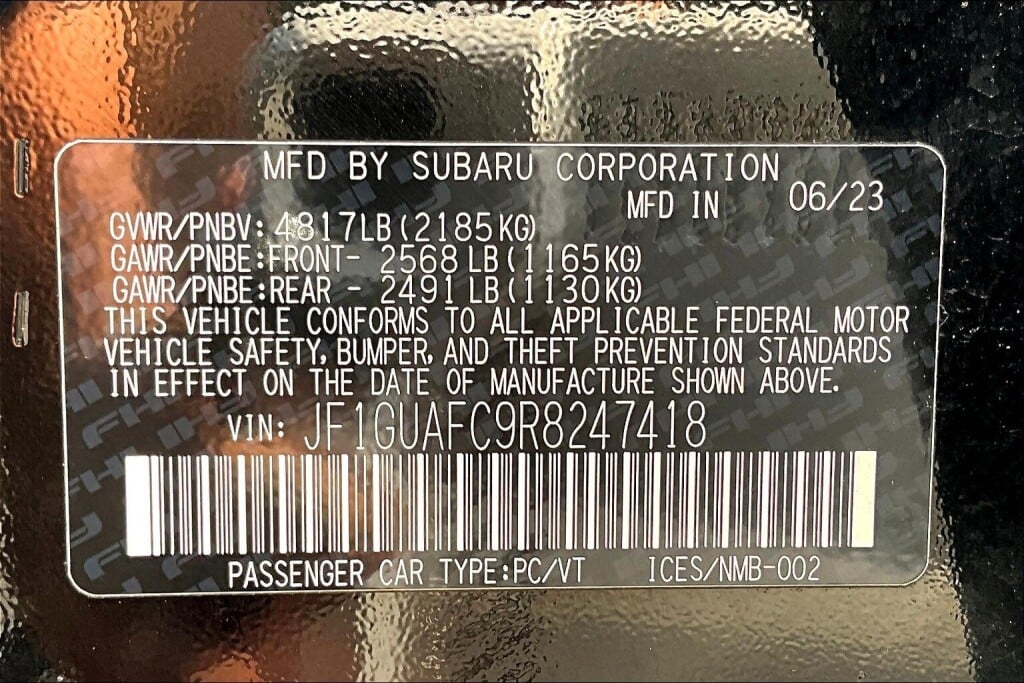 MFD BY SUBARU CORPORATION
MFD IN 06/23
GVWR/PNBV: 4817LB(2185KG)
GAWR/PNBE:FRONT- 2568 LB(1165KG)
GAWR/PNBE:REAR - 2491 LB(1130KG)
THIS VEHICLE CONFORMS TO ALL APPLICABLE FEDERAL MOTOR
VEHICLE SAFETY, BUMPER, AND THEFT PREVENTION STANDARDS
IN EFFECT ON THE DATE OF MANUFACTURE SHOWN ABOVE.
VIN: JF1GUAFC9R8247418
PASSENGER CAR TYPE:PC/VT ICES/NMB-002